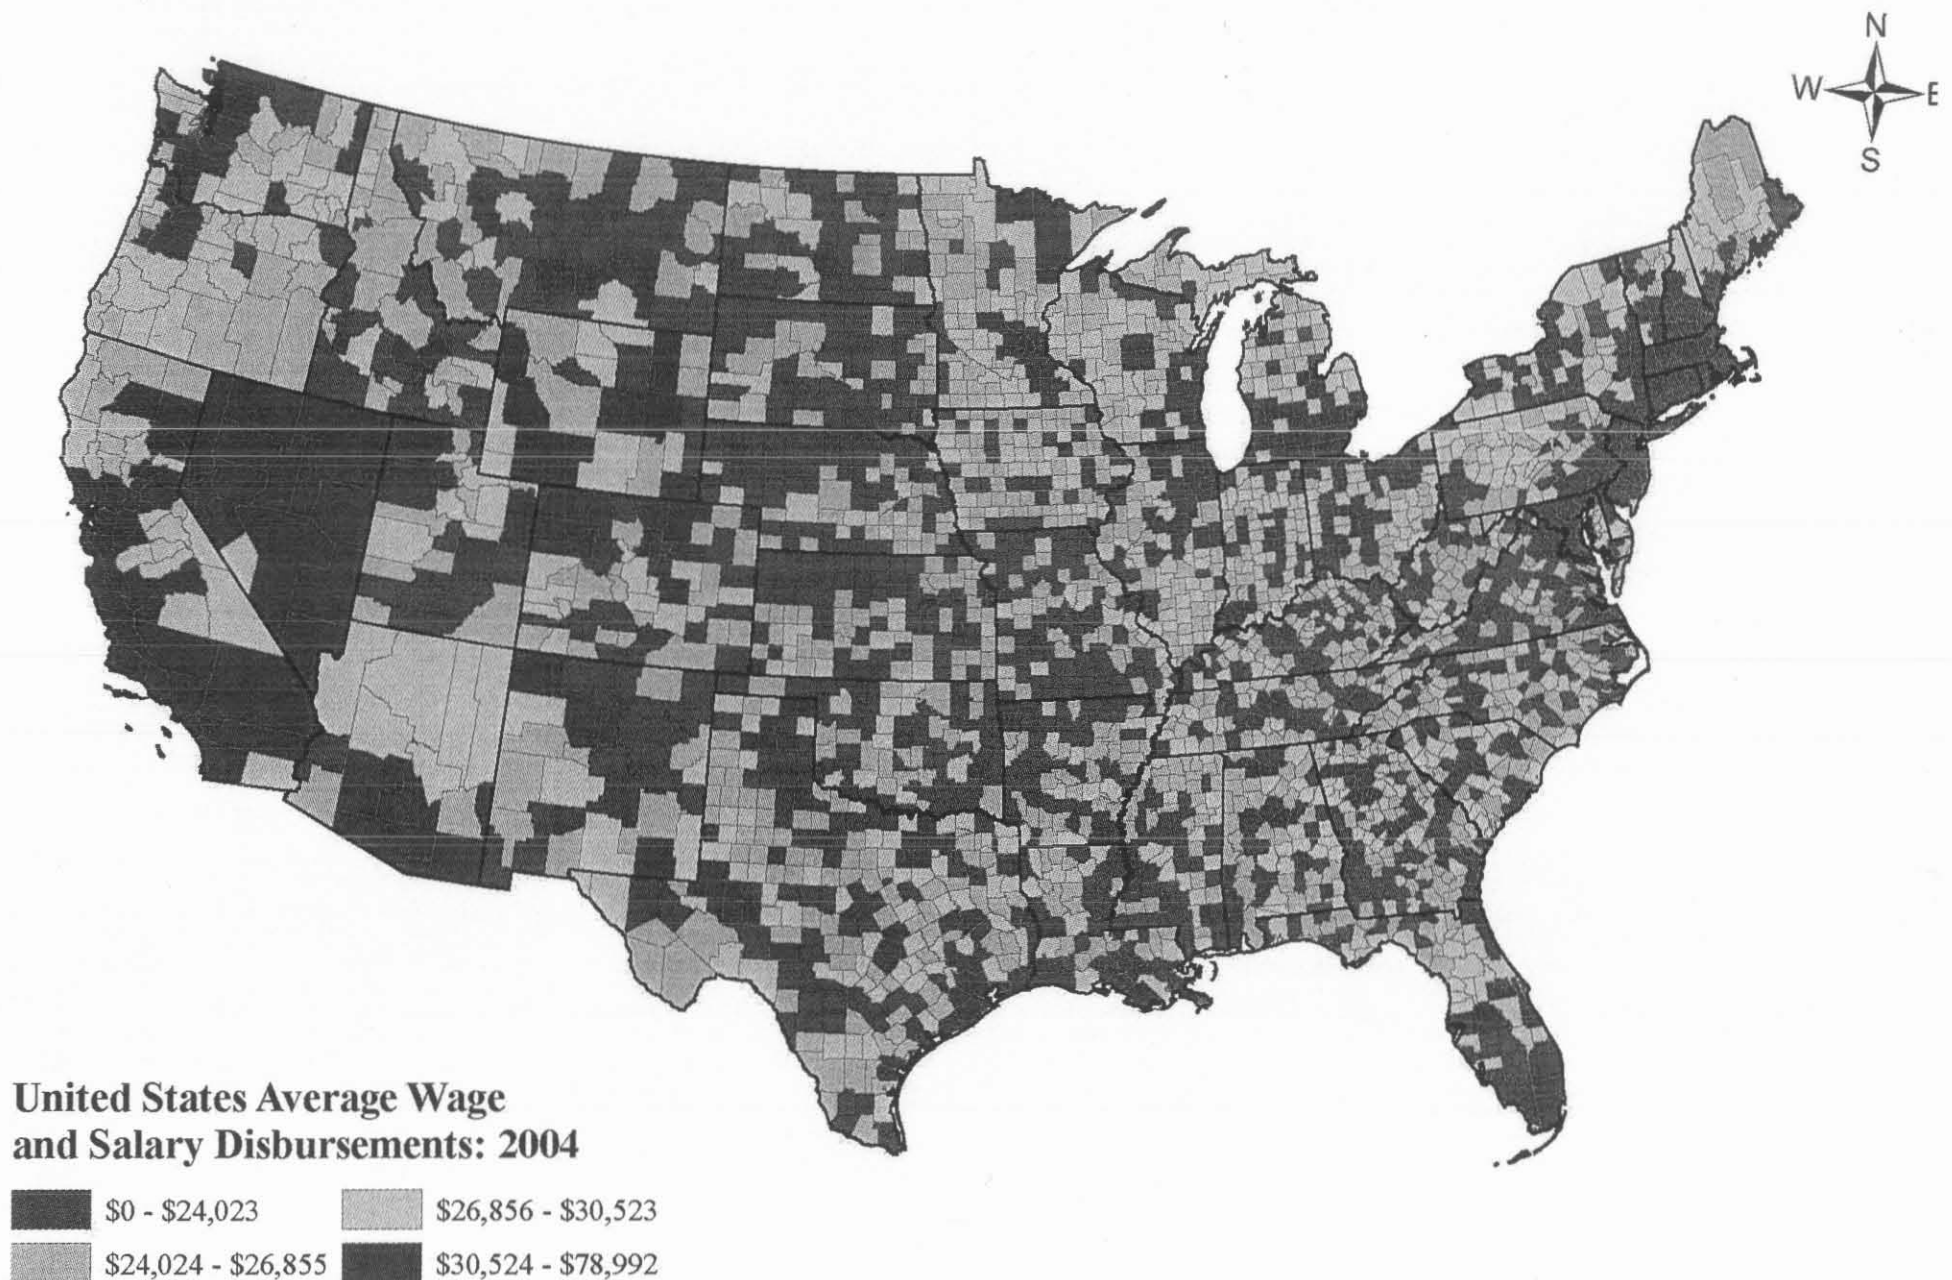 N
W E
S
United States Average Wage
and Salary Disbursements: 2004
$0 - $24,023 $26,856 - $30,523
$24,024 - $26,855 $30,524 - $78,992